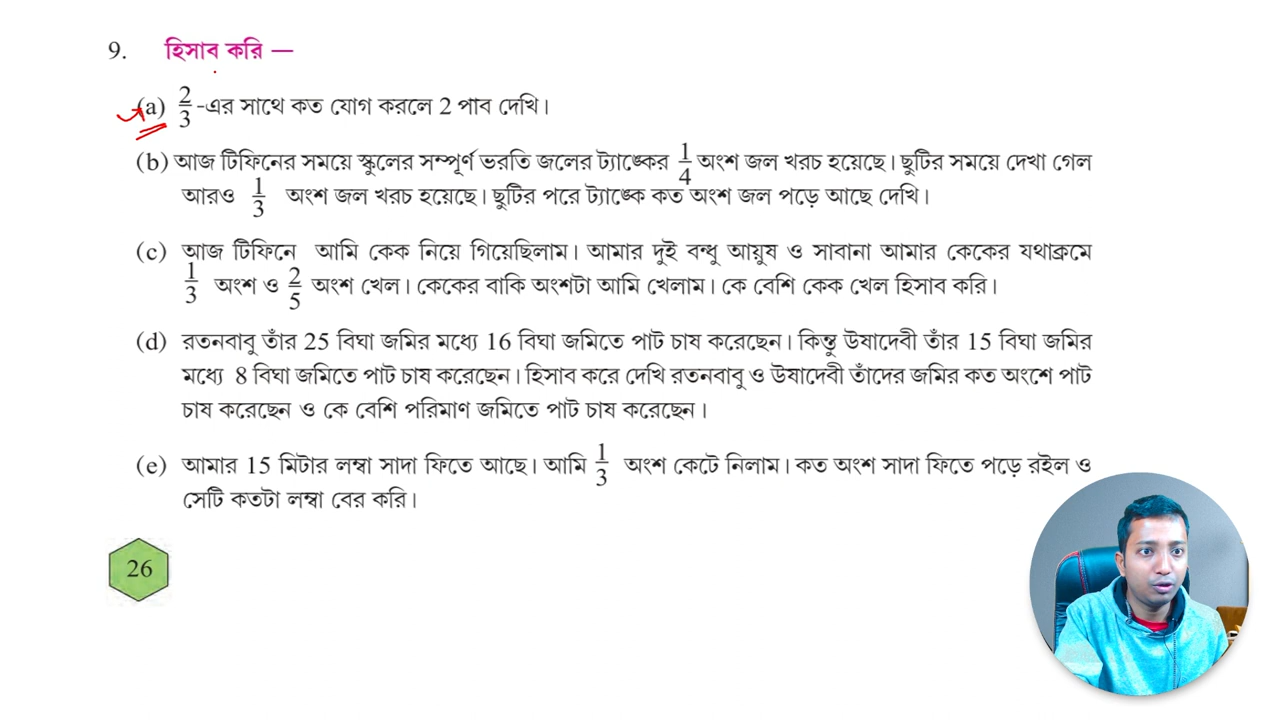 9. হিসাব করি —
(a) 2/3-এর সাথে কত যোগ করলে 2 পাব দেখি।
(b) আজ টিফিনের সময়ে স্কুলের সম্পূর্ণ ভরতি জলের ট্যাঙ্কের 1/4 অংশ জল খরচ হয়েছে। ছুটির সময়ে দেখা গেল
আরও 1/3 অংশ জল খরচ হয়েছে। ছুটির পরে ট্যাঙ্কে কত অংশ জল পড়ে আছে দেখি।
(c) আজ টিফিনে আমি কেক নিয়ে গিয়েছিলাম। আমার দুই বন্ধু আয়ুষ ও সাবানা আমার কেকের যথাক্রমে
1/3 অংশ ও 2/5 অংশ খেল। কেকের বাকি অংশটা আমি খেলাম। কে বেশি কেক খেল হিসাব করি।
(d) রতনবাবু তাঁর 25 বিঘা জমির মধ্যে 16 বিঘা জমিতে পাট চাষ করেছেন। কিন্তু উষাদেবী তাঁর 15 বিঘা জমির
মধ্যে 8 বিঘা জমিতে পাট চাষ করেছেন। হিসাব করে দেখি রতনবাবু ও উষাদেবী তাঁদের জমির কত অংশে পাট
চাষ করেছেন ও কে বেশি পরিমাণ জমিতে পাট চাষ করেছেন।
(e) আমার 15 মিটার লম্বা সাদা ফিতে আছে। আমি 1/3 অংশ কেটে নিলাম। কত অংশ সাদা ফিতে পড়ে রইল ও
সেটি কতটা লম্বা বের করি।
26